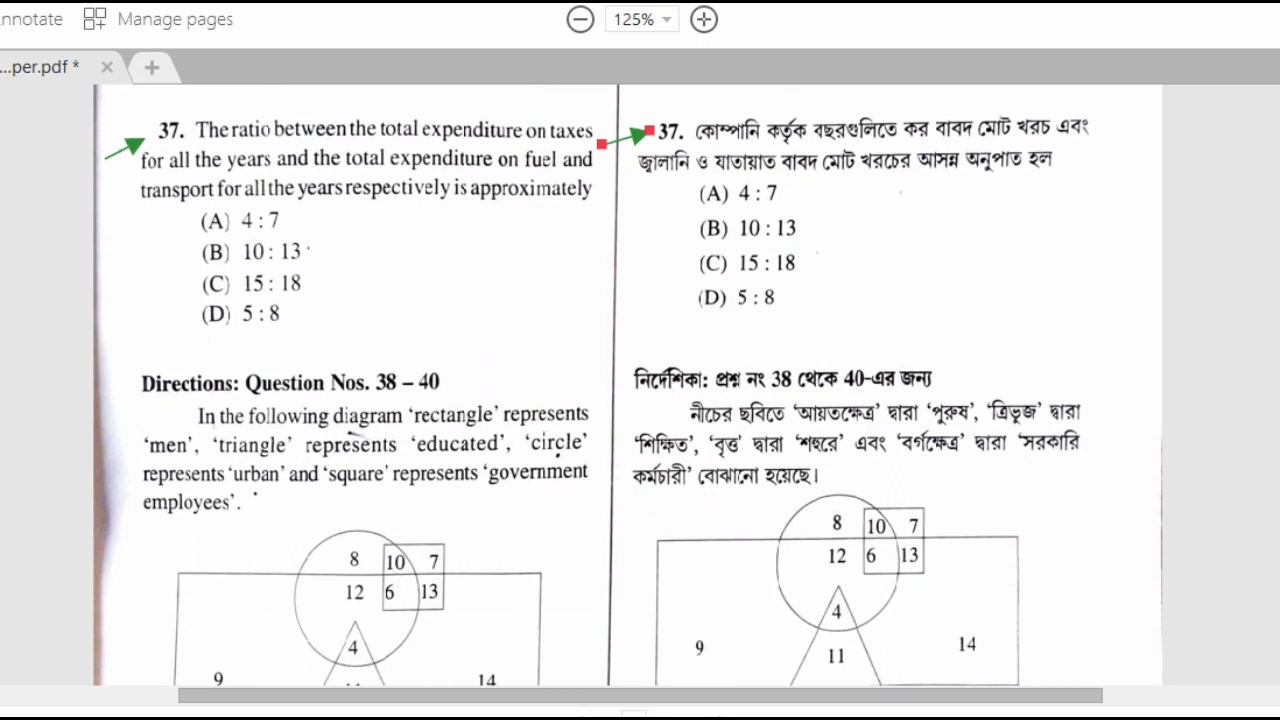 nnotate
Manage pages
125%
...per.pdf *
37. The ratio between the total expenditure on taxes
for all the years and the total expenditure on fuel and
transport for all the years respectively is approximately
(A) 4 : 7
(B) 10 : 13
(C) 15 : 18
(D) 5 : 8
Directions: Question Nos. 38 – 40
In the following diagram ‘rectangle’ represents
‘men’, ‘triangle’ represents ‘educated’, ‘circle’
represents ‘urban’ and ‘square’ represents ‘government
employees’.
8 10 7
12 6 13
4
9 14
37. কোম্পানি কর্তৃক বছরগুলিতে কর বাবদ মোট খরচ এবং
জ্বালানি ও যাতায়াত বাবদ মোট খরচের আসন্ন অনুপাত হল
(A) 4 : 7
(B) 10 : 13
(C) 15 : 18
(D) 5 : 8
নির্দেশিকা: প্রশ্ন নং 38 থেকে 40-এর জন্য
নীচের ছবিতে ‘আয়তক্ষেত্র’ দ্বারা ‘পুরুষ’, ‘ত্রিভুজ’ দ্বারা
‘শিক্ষিত’, ‘বৃত্ত’ দ্বারা ‘শহুরে’ এবং ‘বর্গক্ষেত্র’ দ্বারা ‘সরকারি
কর্মচারী’ বোঝানো হয়েছে।
8 10 7
12 6 13
4
9 11 14